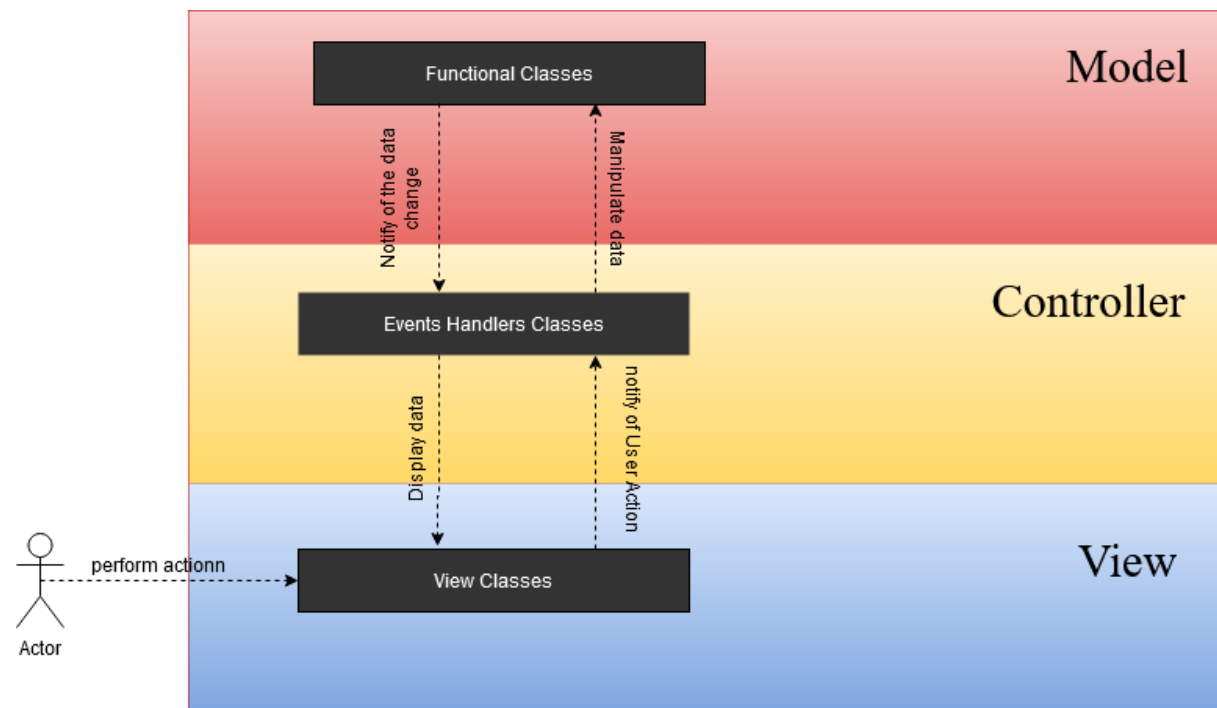 Functional Classes
Model
Notify of the data
change
Manipulate data
Controller
Events Handlers Classes
Display data
notify of User Action
View
perform actionn
View Classes
Actor